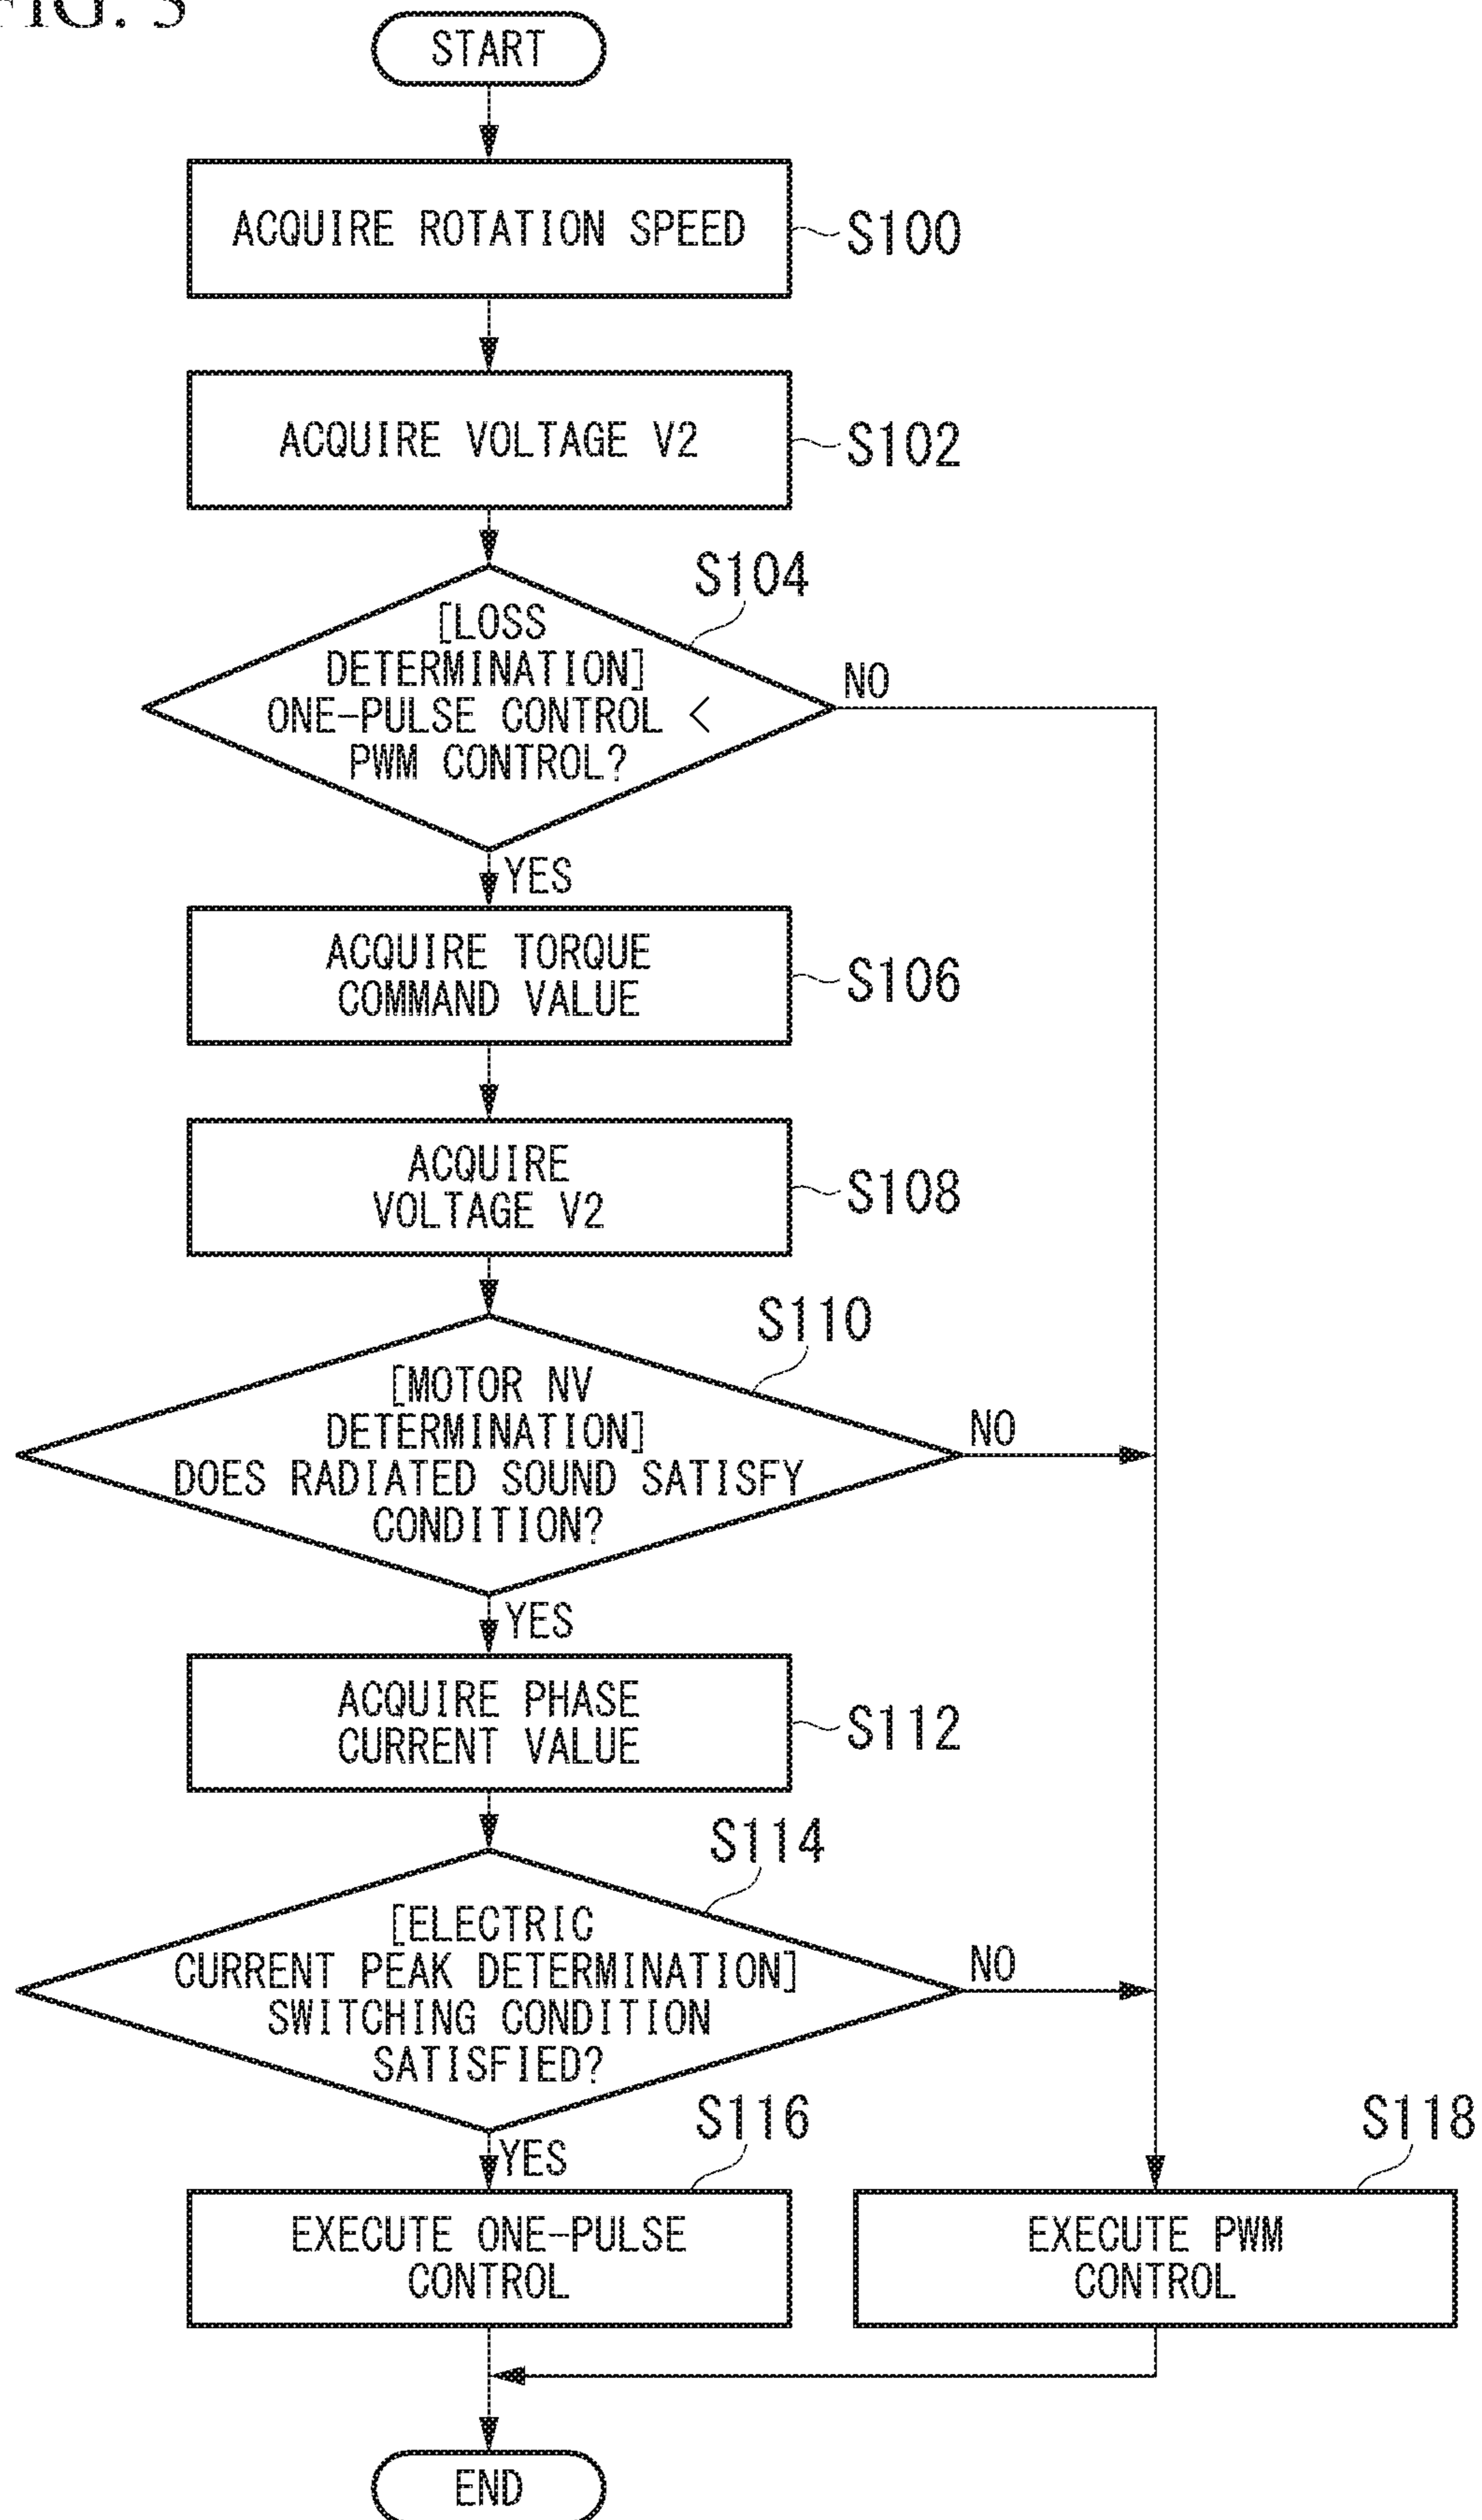 FIG. 5
START
ACQUIRE ROTATION SPEED
S100
ACQUIRE VOLTAGE V2
S102
S104
[LOSS
DETERMINATION]
ONE-PULSE CONTROL <
PWM CONTROL?
NO
YES
ACQUIRE TORQUE
COMMAND VALUE
S106
ACQUIRE
VOLTAGE V2
S108
S110
[MOTOR NV
DETERMINATION]
DOES RADIATED SOUND SATISFY
CONDITION?
NO
YES
ACQUIRE PHASE
CURRENT VALUE
S112
S114
[ELECTRIC
CURRENT PEAK DETERMINATION]
SWITCHING CONDITION
SATISFIED?
NO
YES
S116
S118
EXECUTE ONE-PULSE
CONTROL
EXECUTE PWM
CONTROL
END